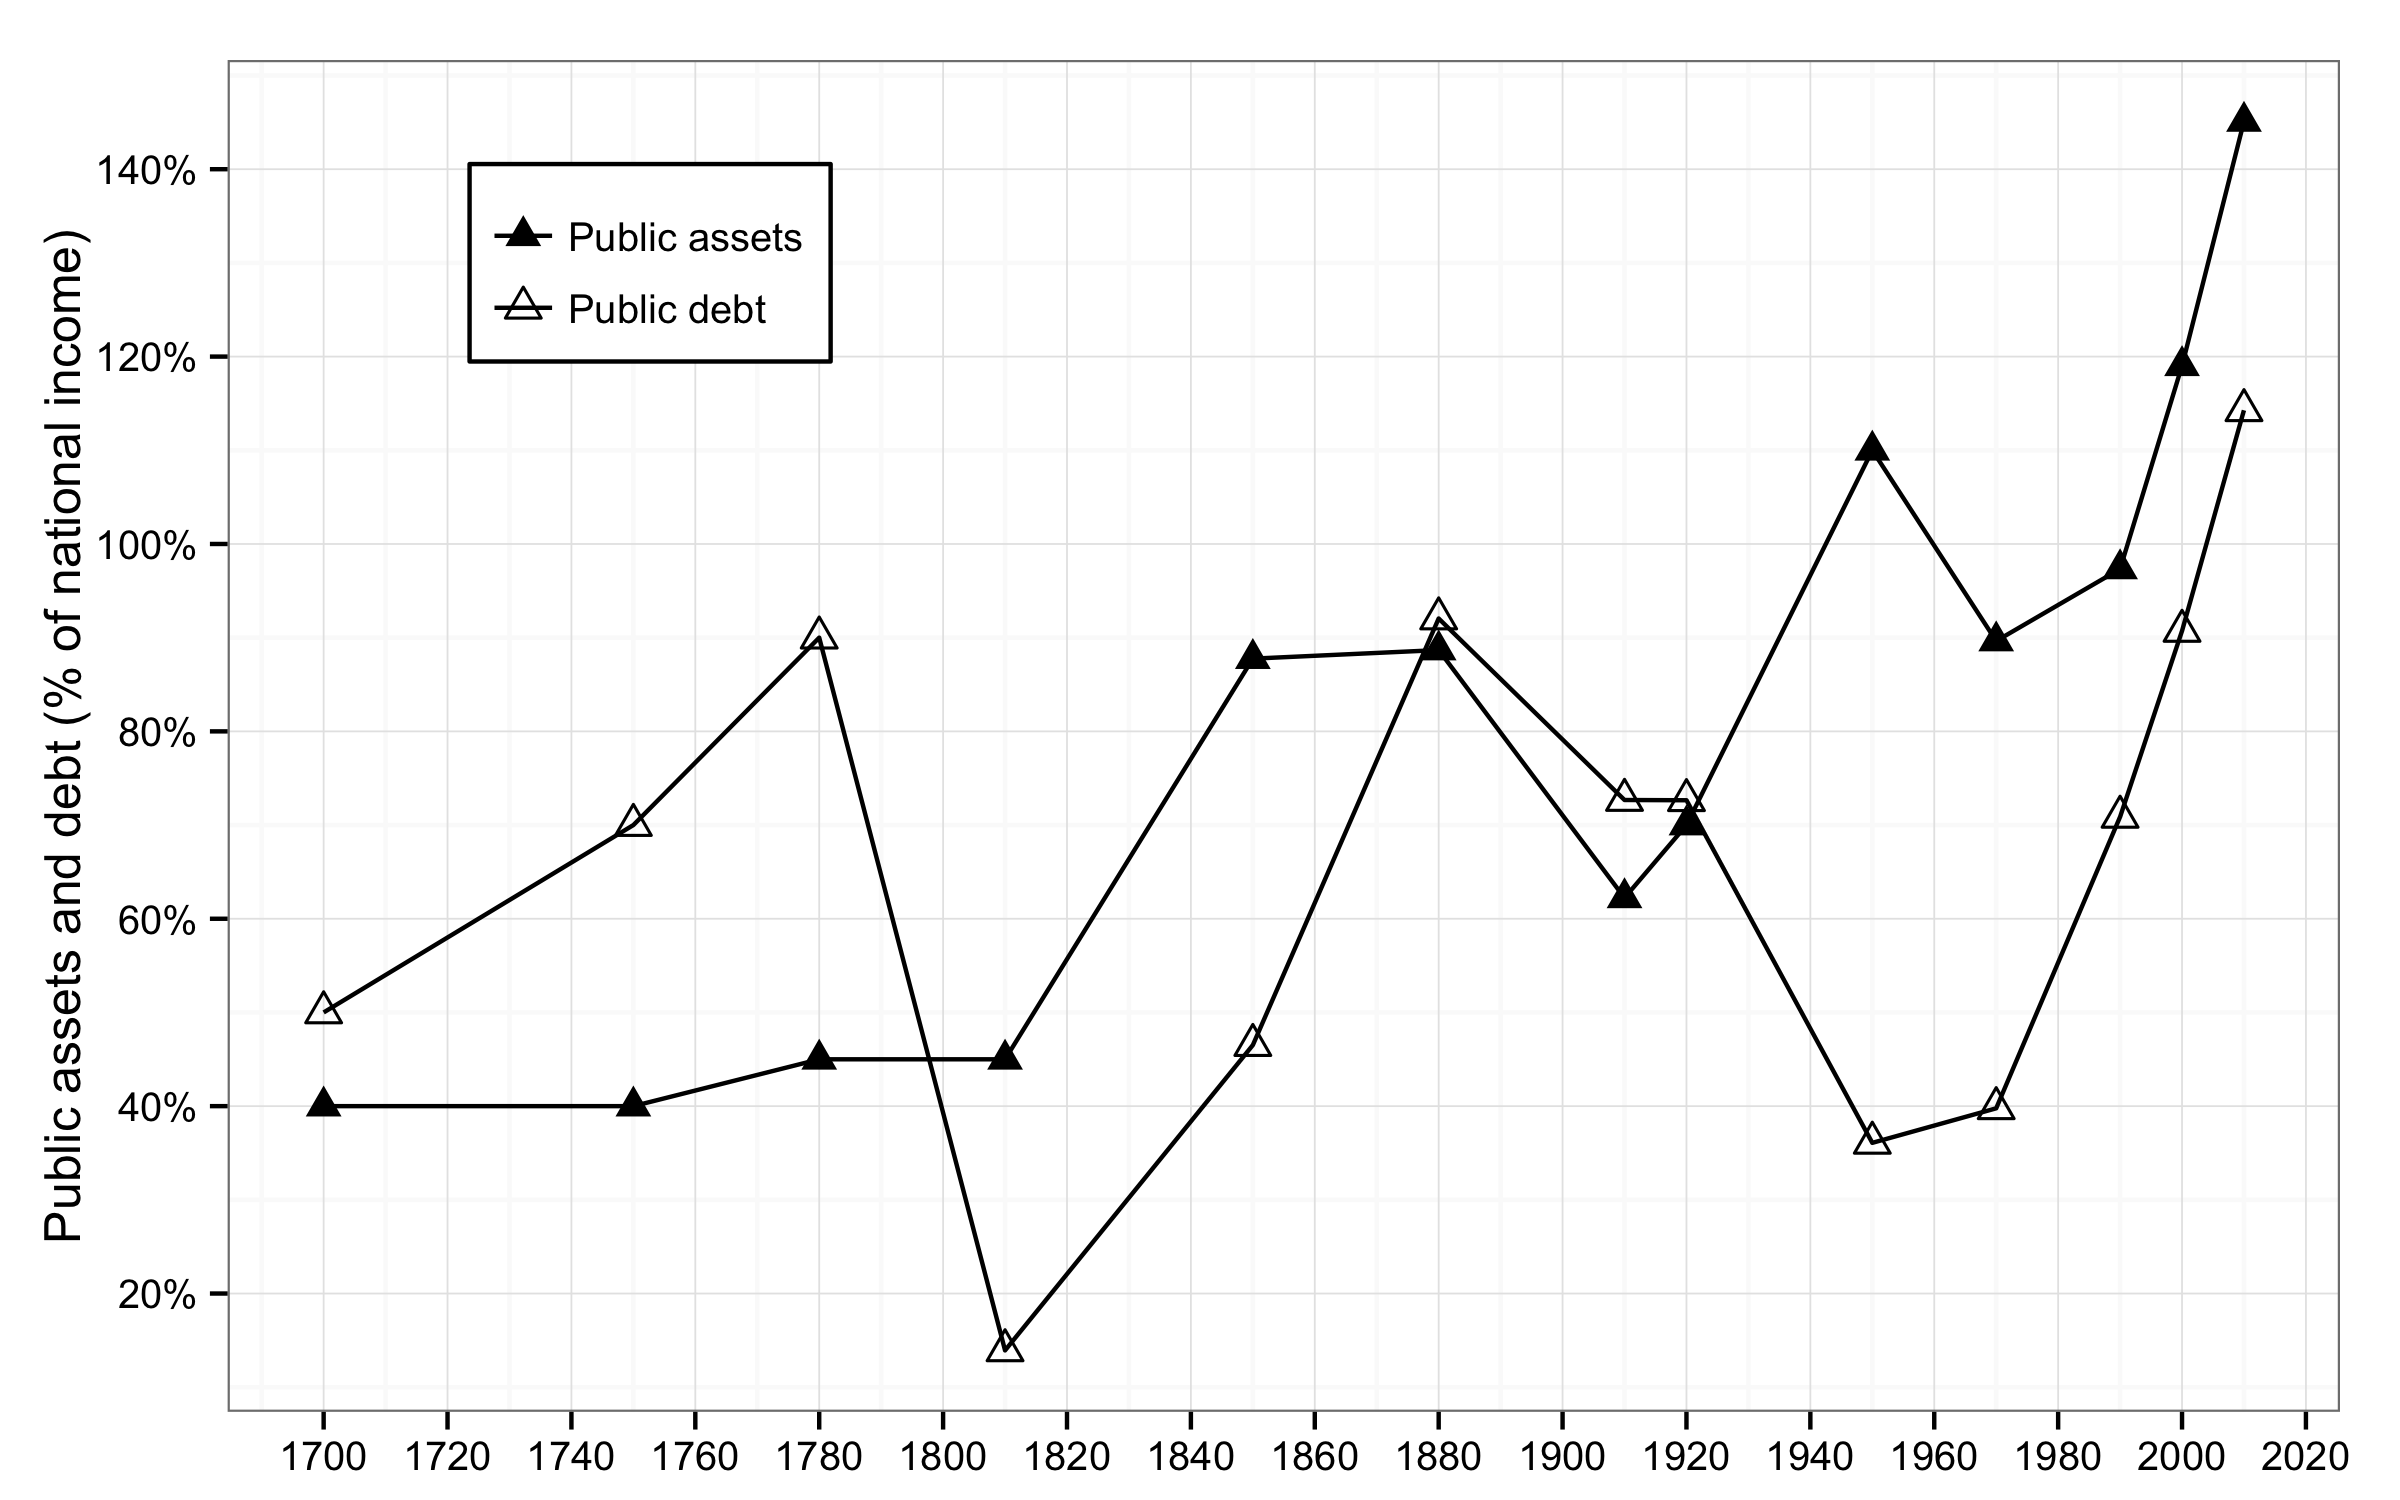 Public assets and debt (% of national income)
140%
120%
100%
80%
60%
40%
20%
Public assets
Public debt
1700 1720 1740 1760 1780 1800 1820 1840 1860 1880 1900 1920 1940 1960 1980 2000 2020